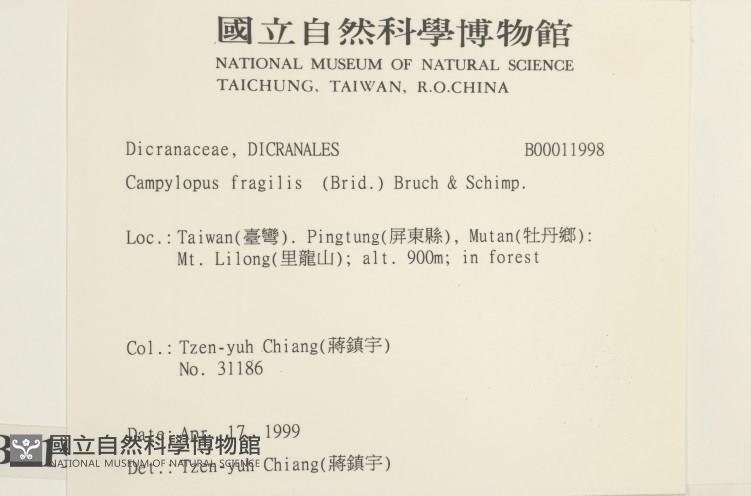 國立自然科學博物館
NATIONAL MUSEUM OF NATURAL SCIENCE
TAICHUNG, TAIWAN, R.O.CHINA
Dicranaceae, DICRANALES B00011998
Campylopus fragilis (Brid.) Bruch & Schimp.
Loc.: Taiwan(臺彎). Pingtung(屏東縣), Mutan(牡丹鄉):
Mt. Lilong(里龍山); alt. 900m; in forest
Col.: Tzen-yuh Chiang(蔣鎮宇)
No. 31186
Date: Apr. 17, 1999
國立自然科學博物館
NATIONAL MUSEUM OF NATURAL SCIENCE
Det.: Tzen-yuh Chiang(蔣鎮宇)